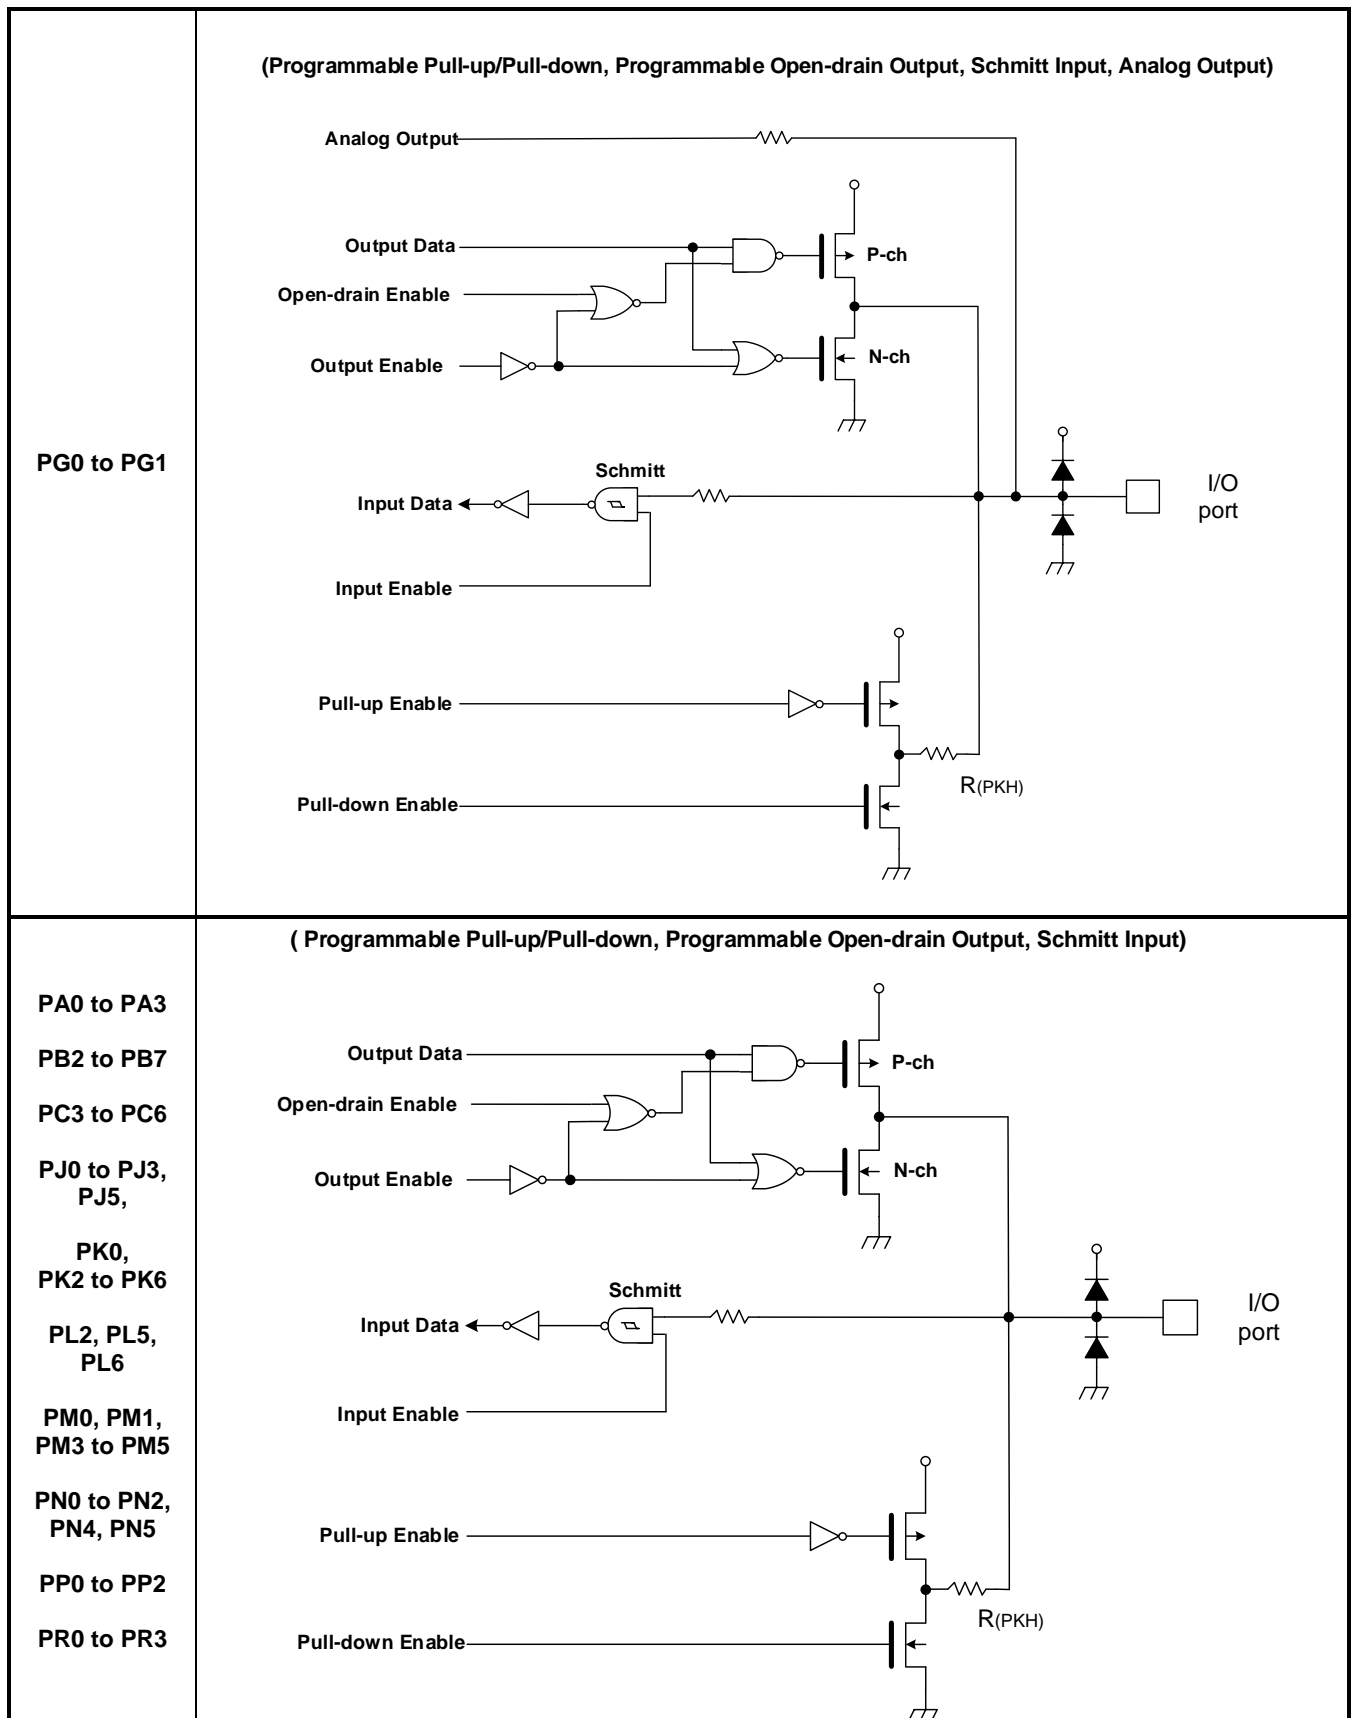 (Programmable Pull-up/Pull-down, Programmable Open-drain Output, Schmitt Input, Analog Output)
Analog Output
Output Data
P-ch
Open-drain Enable
Output Enable
N-ch
PG0 to PG1
Schmitt
Input Data
I/O
port
Input Enable
Pull-up Enable
R(PKH)
Pull-down Enable
( Programmable Pull-up/Pull-down, Programmable Open-drain Output, Schmitt Input)
PA0 to PA3
PB2 to PB7
PC3 to PC6
PJ0 to PJ3,
PJ5,
PK0,
PK2 to PK6
PL2, PL5,
PL6
PM0, PM1,
PM3 to PM5
PN0 to PN2,
PN4, PN5
PP0 to PP2
PR0 to PR3
Output Data
P-ch
Open-drain Enable
Output Enable
N-ch
Schmitt
Input Data
I/O
port
Input Enable
Pull-up Enable
R(PKH)
Pull-down Enable